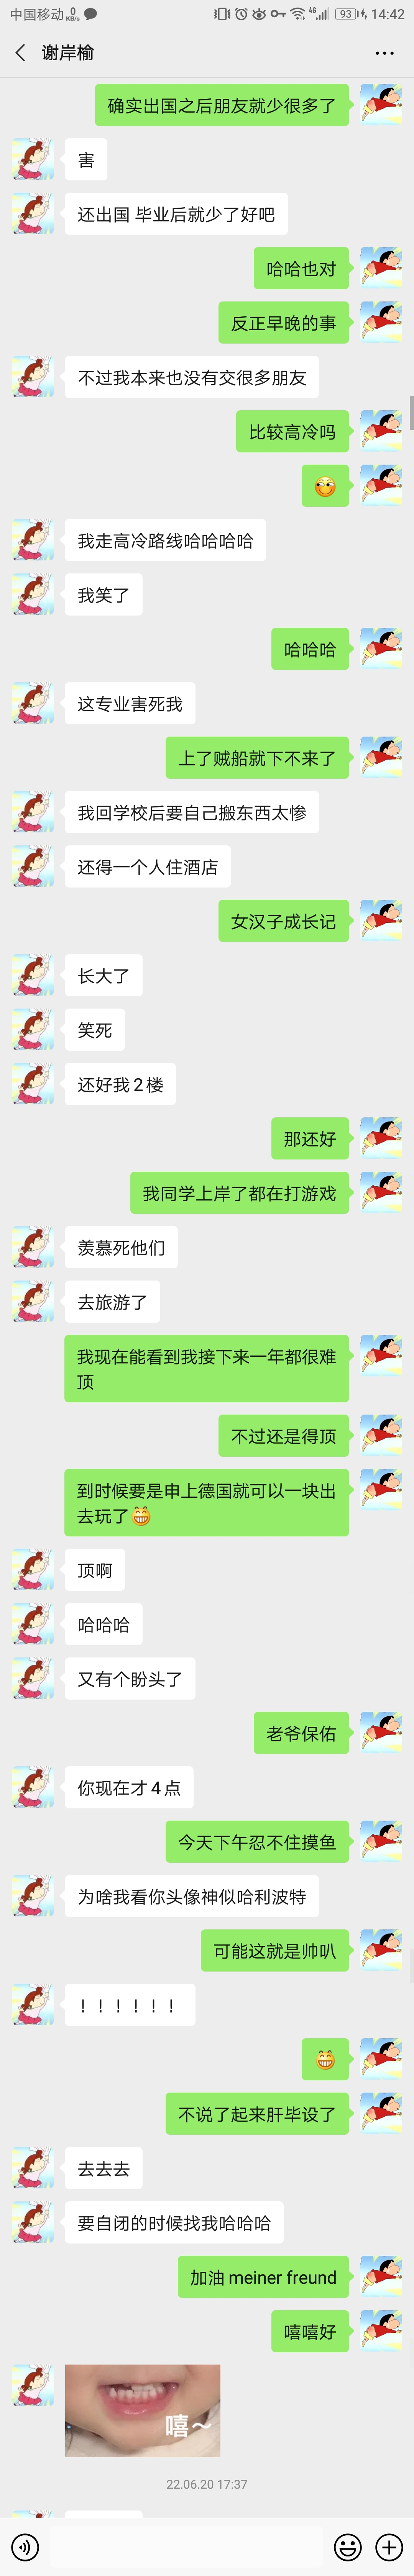 中国移动 0 KB/s 4G 93 14:42
谢岸榆
确实出国之后朋友就少很多了
害
还出国 毕业后就少了好吧
哈哈也对
反正早晚的事
不过我本来也没有交很多朋友
比较高冷吗
我走高冷路线哈哈哈哈
我笑了
哈哈哈
这专业害死我
上了贼船就下不来了
我回学校后要自己搬东西太惨
还得一个人住酒店
女汉子成长记
长大了
笑死
还好我2楼
那还好
我同学上岸了都在打游戏
羡慕死他们
去旅游了
我现在能看到我接下来一年都很难
顶
不过还是得顶
到时候要是申上德国就可以一块出
去玩了😁
顶啊
哈哈哈
又有个盼头了
老爷保佑
你现在才4点
今天下午忍不住摸鱼
为啥我看你头像神似哈利波特
可能这就是帅叭
！！！！！！
不说了起来肝毕设了
去去去
要自闭的时候找我哈哈哈
加油 meiner freund
嘻嘻好
嘻～
22.06.20 17:37